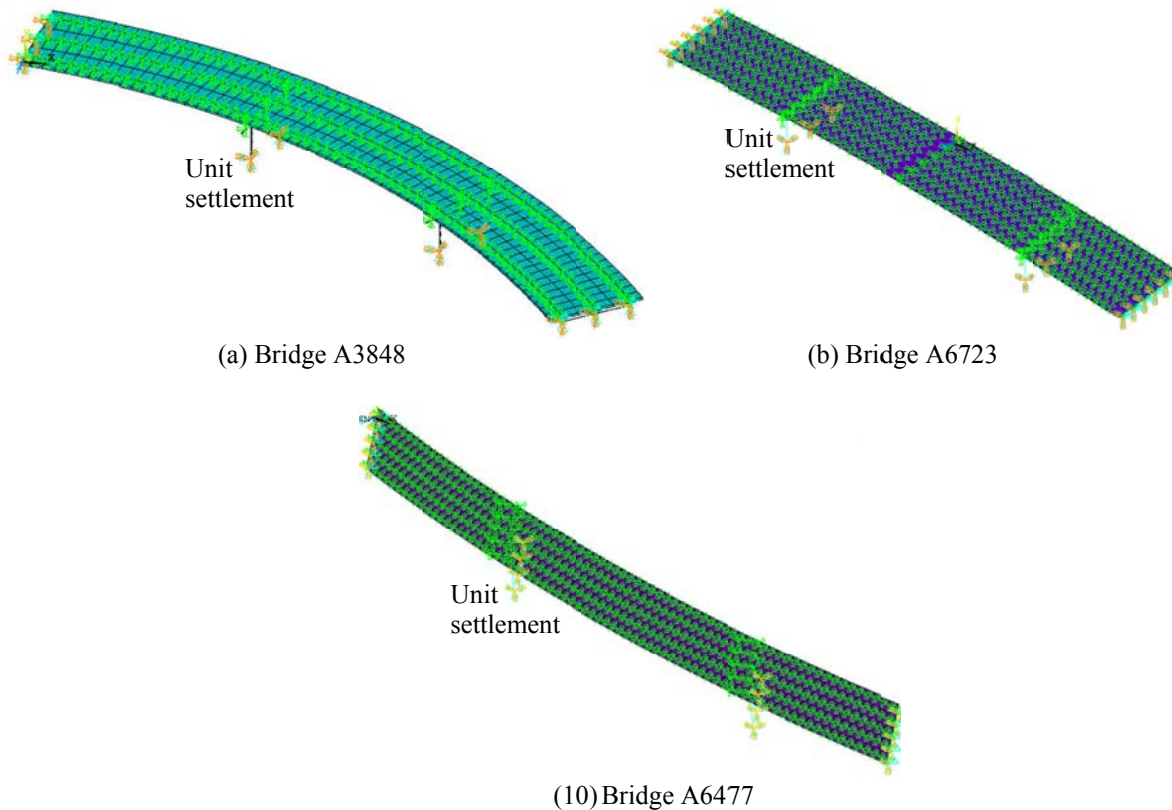 Unit
settlement
Unit
settlement
(a) Bridge A3848
(b) Bridge A6723
Unit
settlement
(10) Bridge A6477